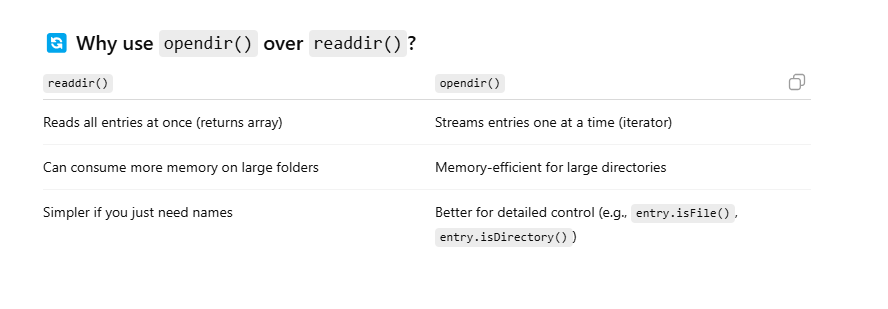 🔄 Why use opendir() over readdir()?
readdir() opendir()
Reads all entries at once (returns array) Streams entries one at a time (iterator)
Can consume more memory on large folders Memory-efficient for large directories
Simpler if you just need names Better for detailed control (e.g., entry.isFile(),
entry.isDirectory())